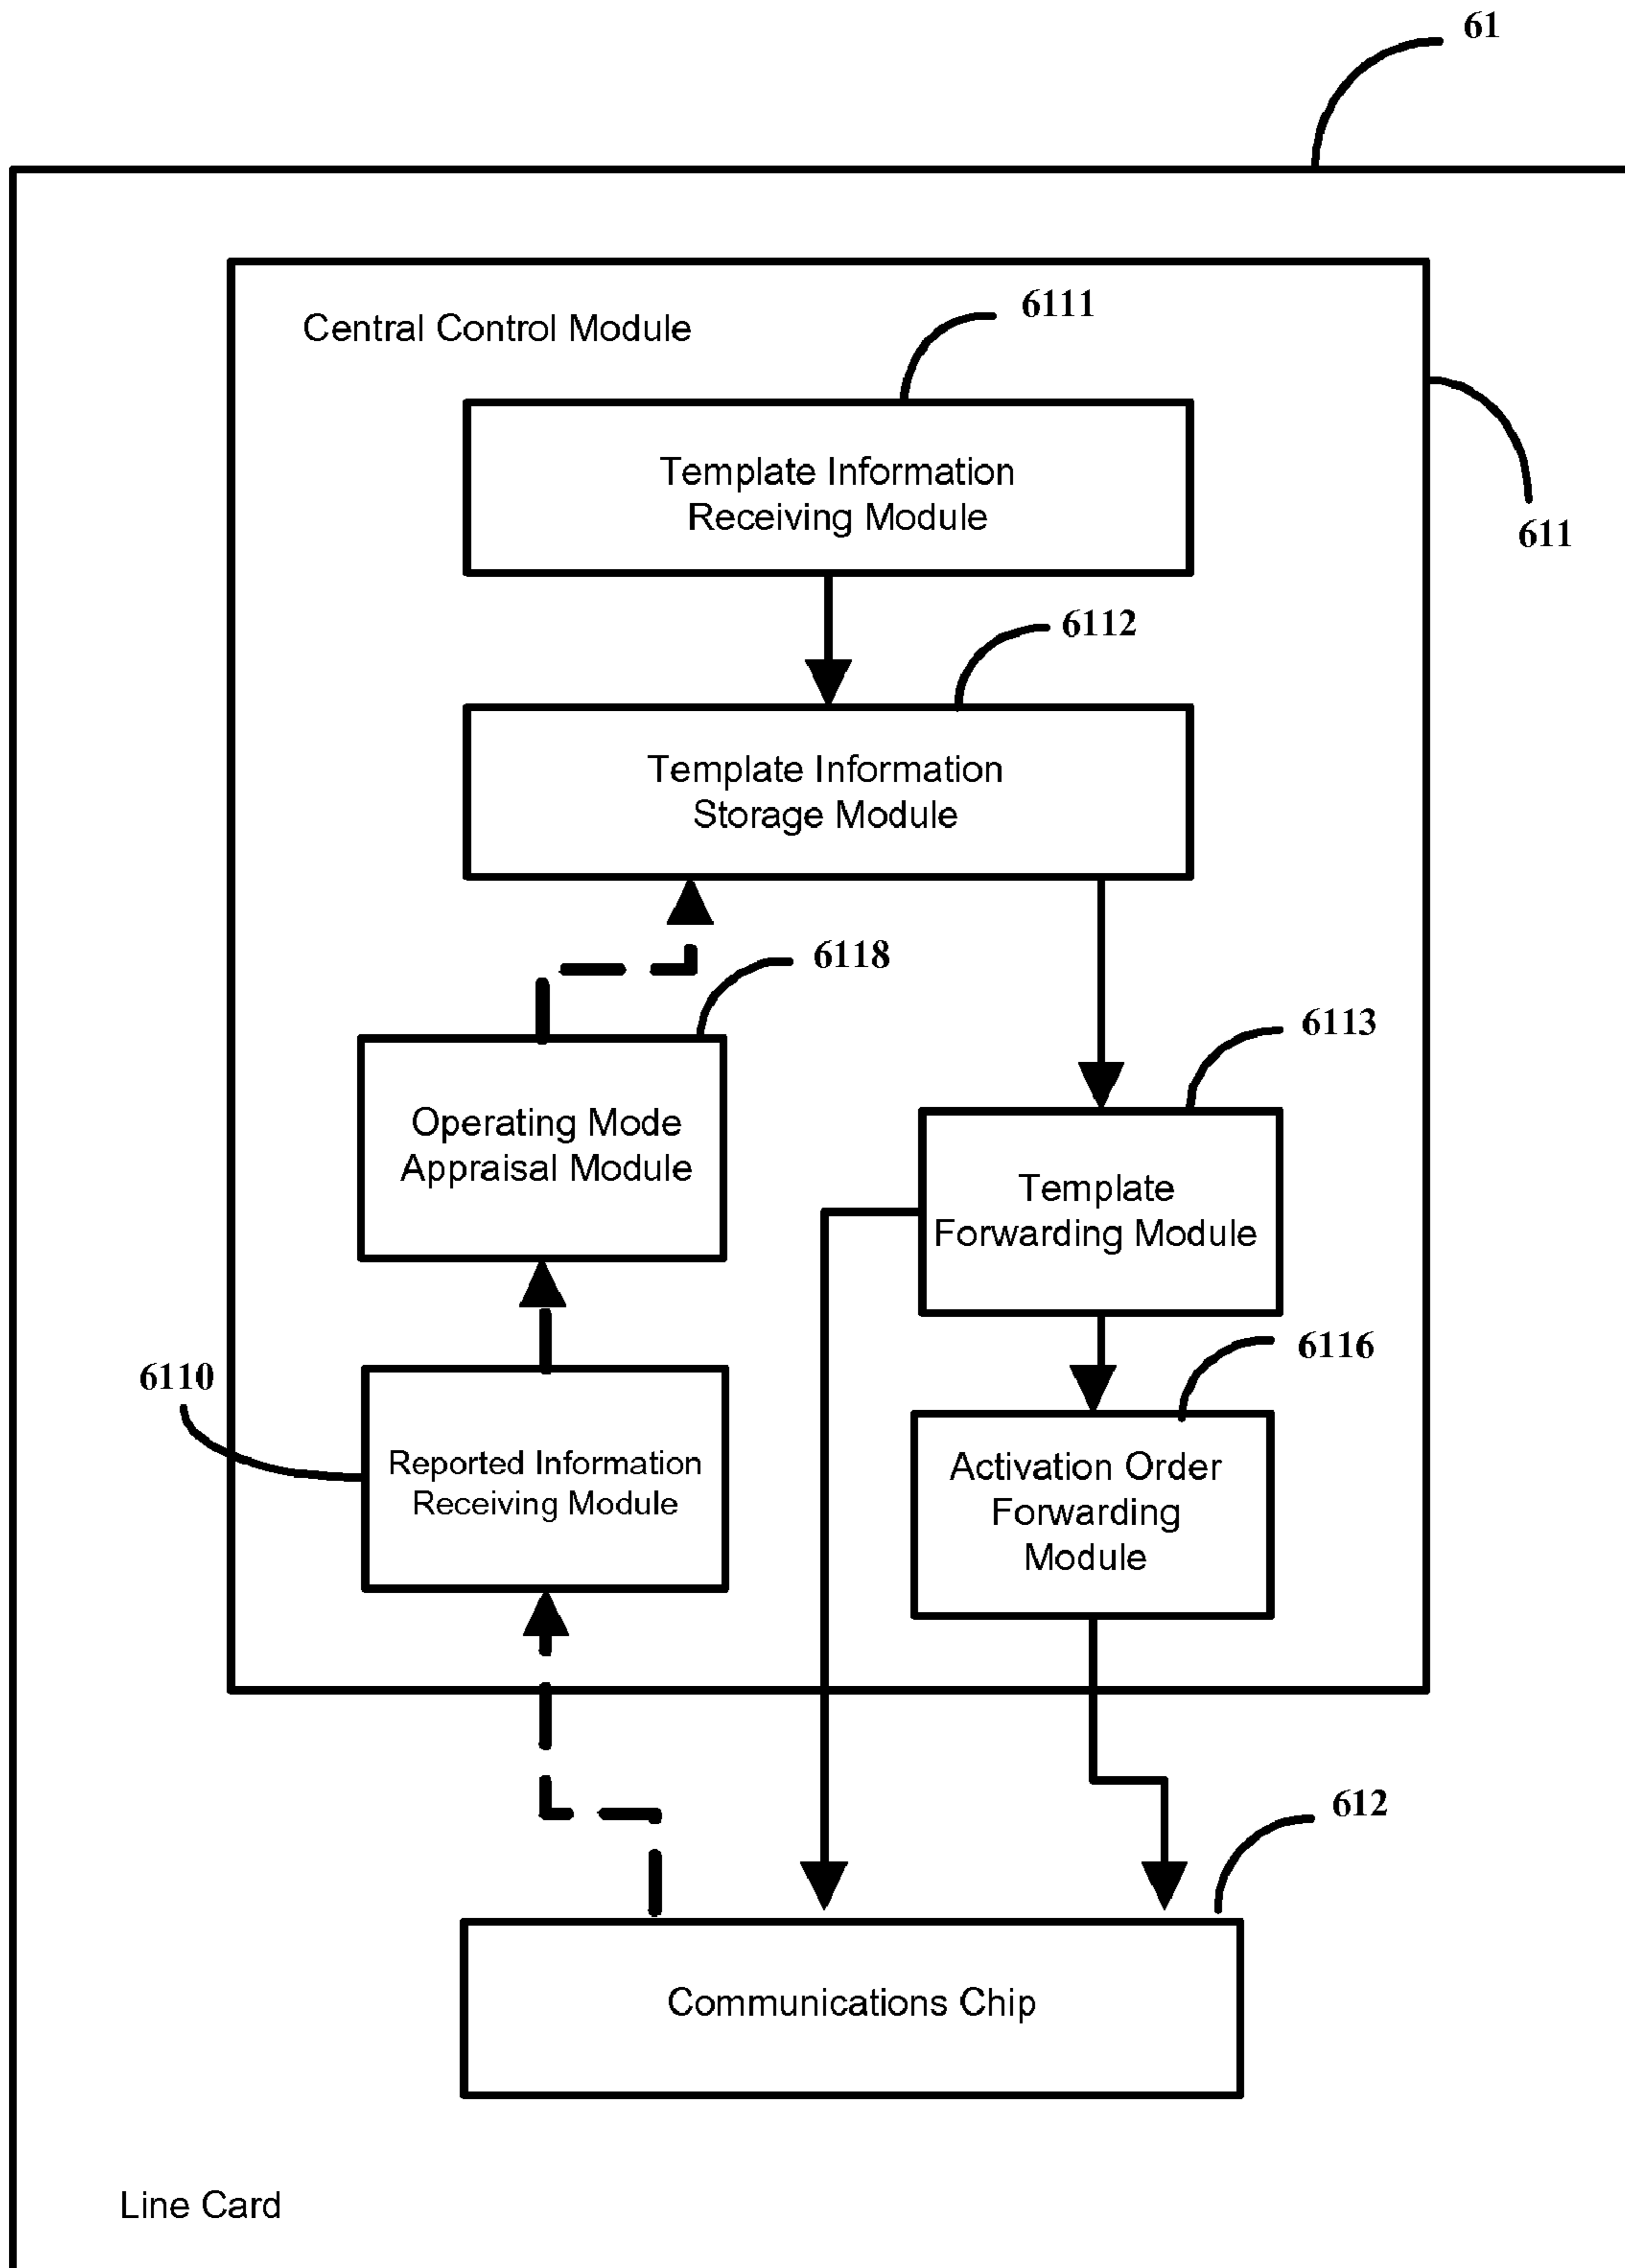 61
Central Control Module
6111
Template Information
Receiving Module
611
6112
Template Information
Storage Module
6118
6113
Operating Mode
Appraisal Module
Template
Forwarding Module
6116
6110
Reported Information
Receiving Module
Activation Order
Forwarding
Module
612
Communications Chip
Line Card